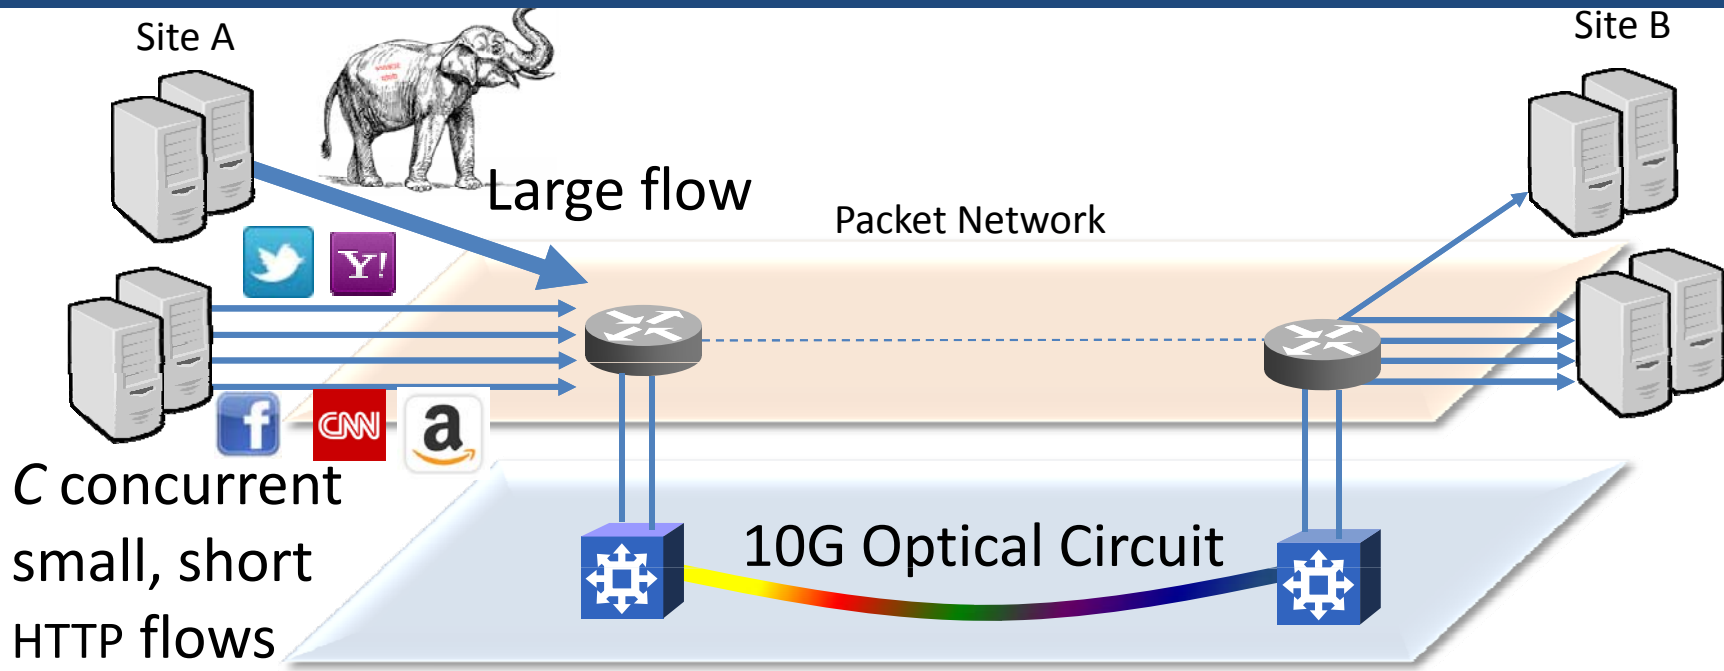 Site A
Site B
Large flow
Packet Network
Y!
f
CNN
a
C concurrent
small, short
HTTP flows
10G Optical Circuit